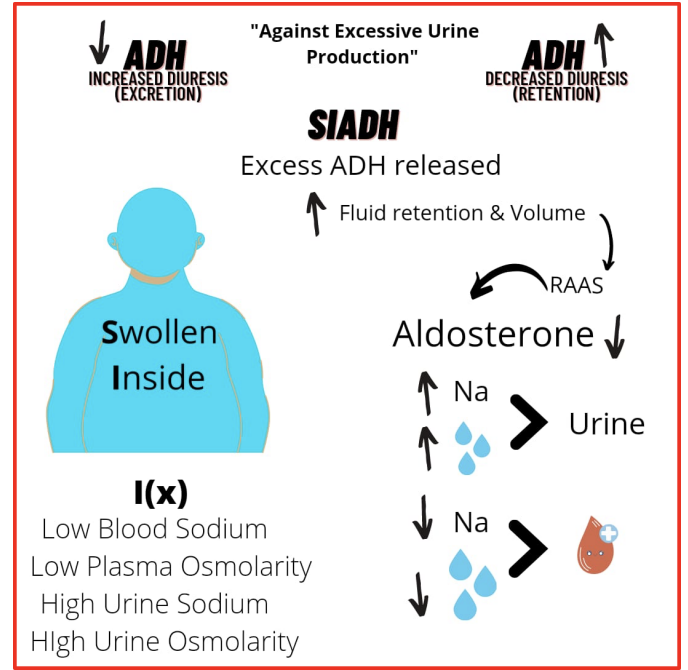 "Against Excessive Urine
Production"
ADH
INCREASED DIURESIS
(EXCRETION)
ADH
DECREASED DIURESIS
(RETENTION)
SIADH
Excess ADH released
Fluid retention & Volume
RAAS
Aldosterone
Swollen
Inside
Na
Urine
Na
I(x)
Low Blood Sodium
Low Plasma Osmolarity
High Urine Sodium
HIgh Urine Osmolarity